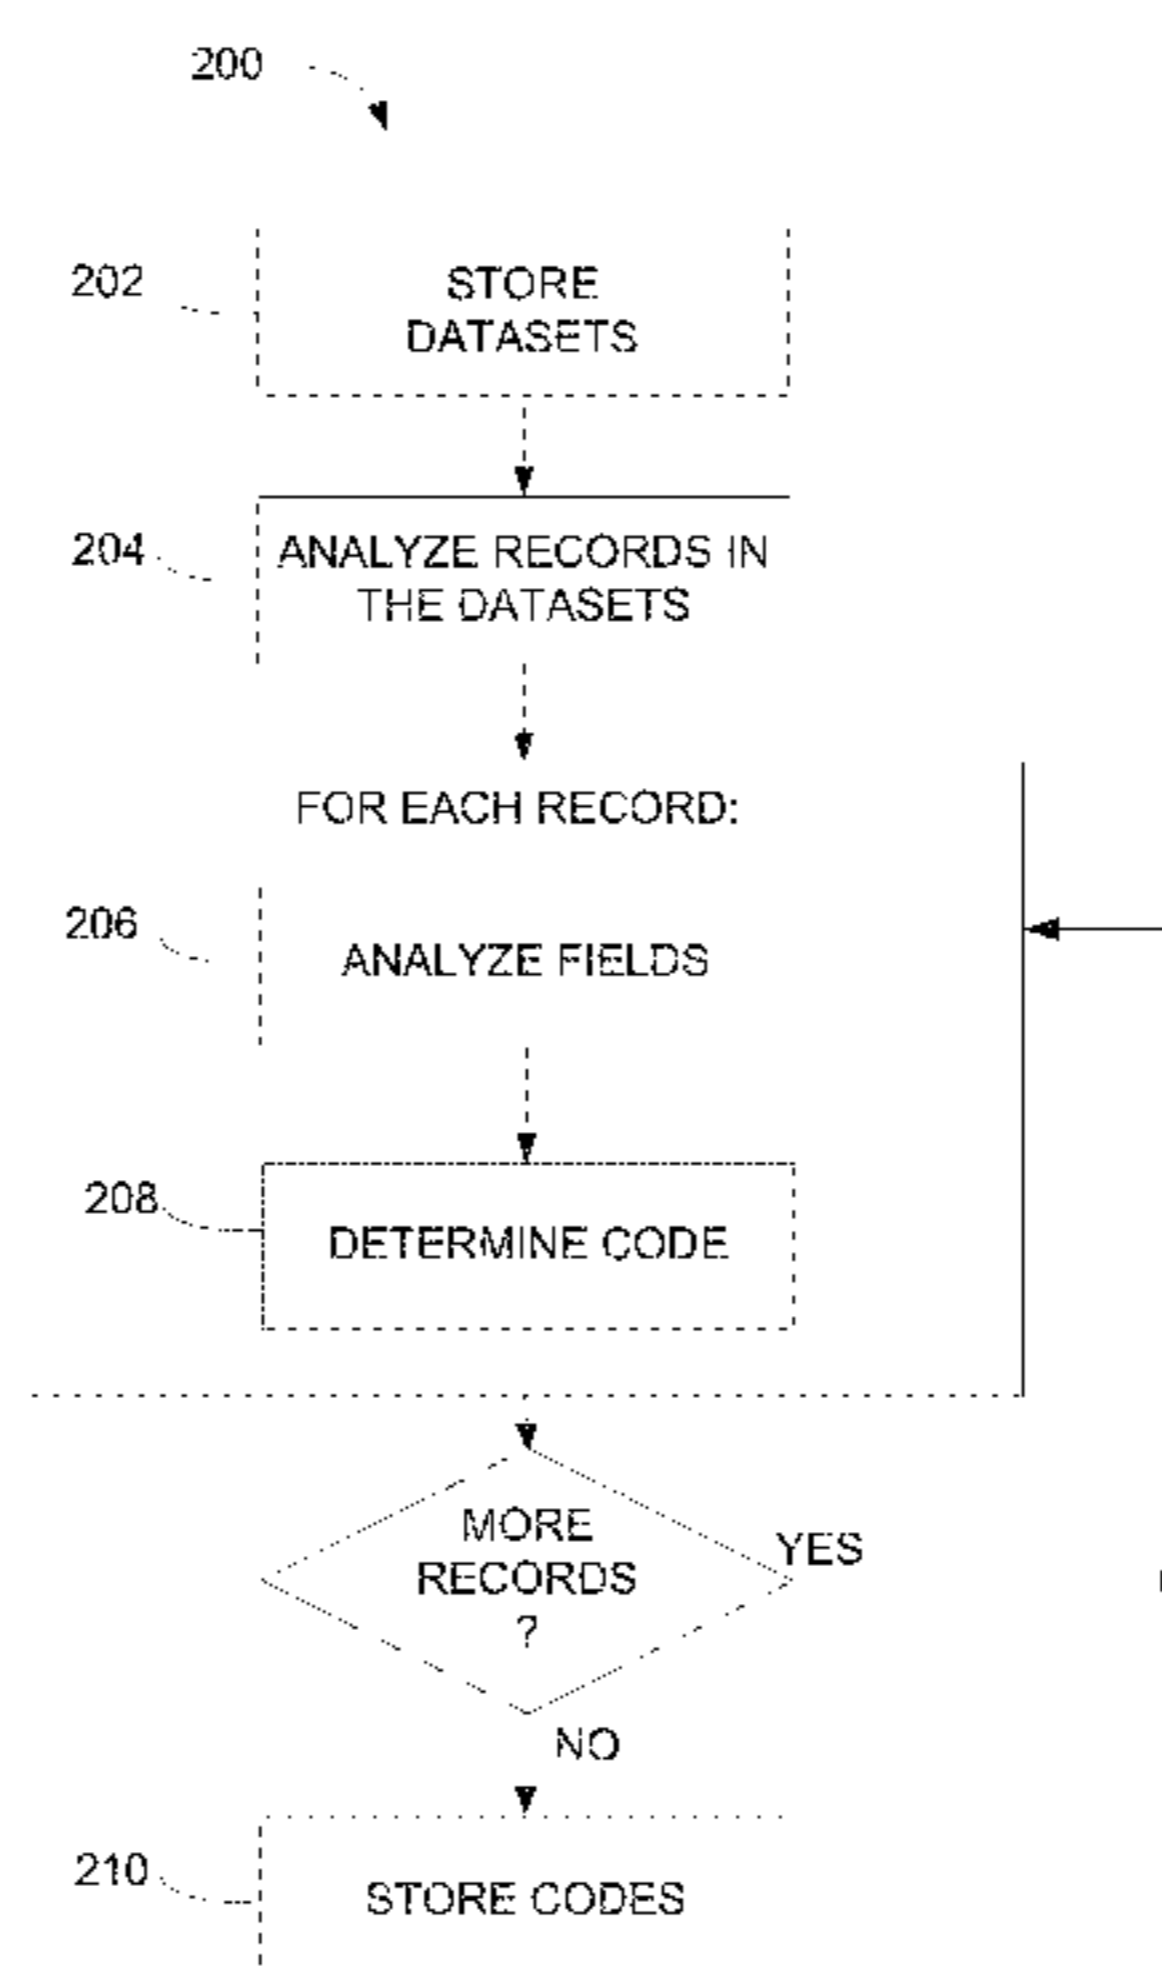 200
202
STORE
DATASETS
204
ANALYZE RECORDS IN
THE DATASETS
FOR EACH RECORD:
206
ANALYZE FIELDS
208
DETERMINE CODE
MORE
RECORDS
?
YES
NO
210
STORE CODES